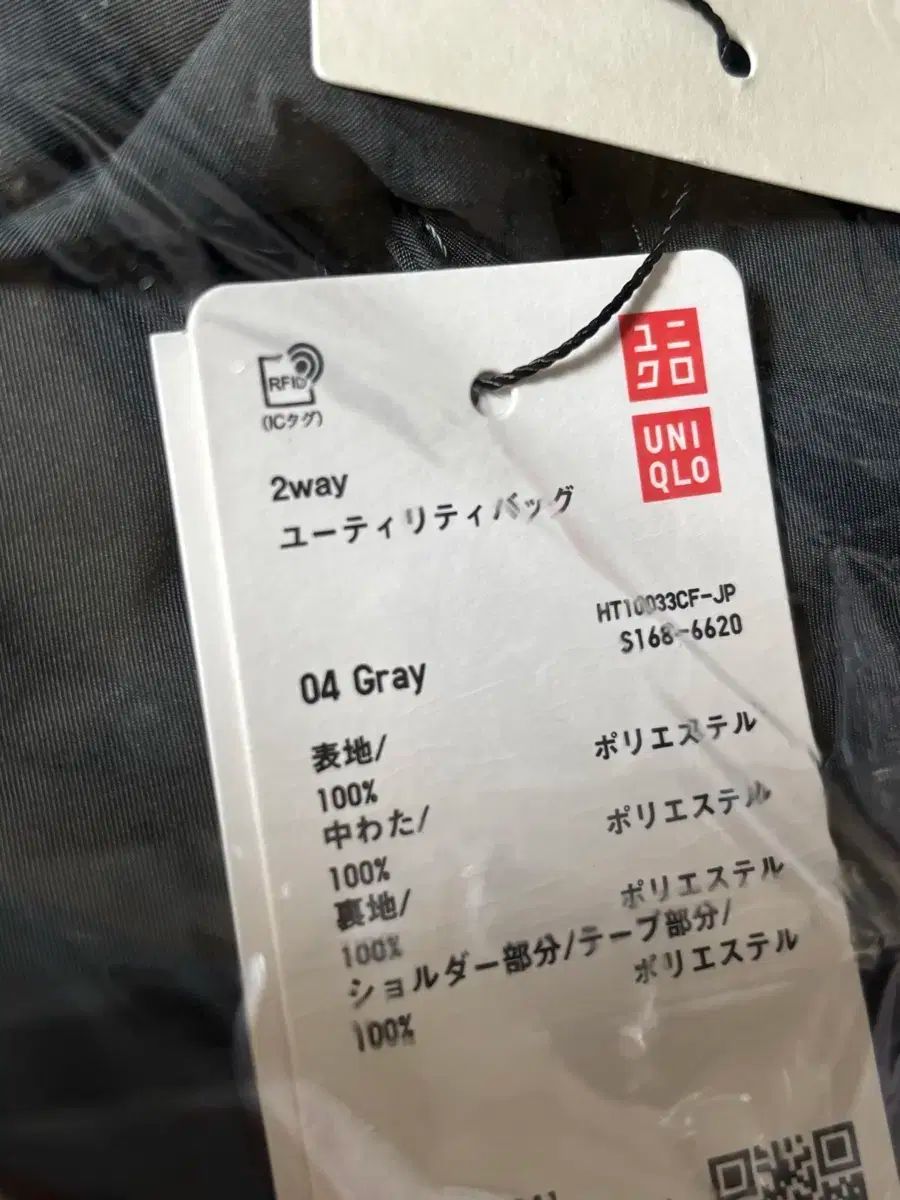 RFID
(ICタグ)
ユニ
クロ
UNI
QLO
2way
ユーティリティバッグ
HT10033CF-JP
S168-6620
04 Gray
表地/
ポリエステル
100%
中わた/
ポリエステル
100%
裏地/
ポリエステル
100%
ショルダー部分/テープ部分/
ポリエステル
100%